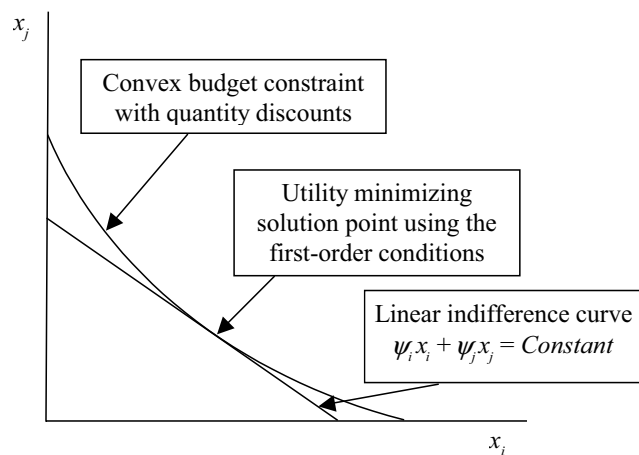 x_j
Convex budget constraint
with quantity discounts
Utility minimizing
solution point using the
first-order conditions
Linear indifference curve
ψ_i x_i + ψ_j x_j = Constant
x_i